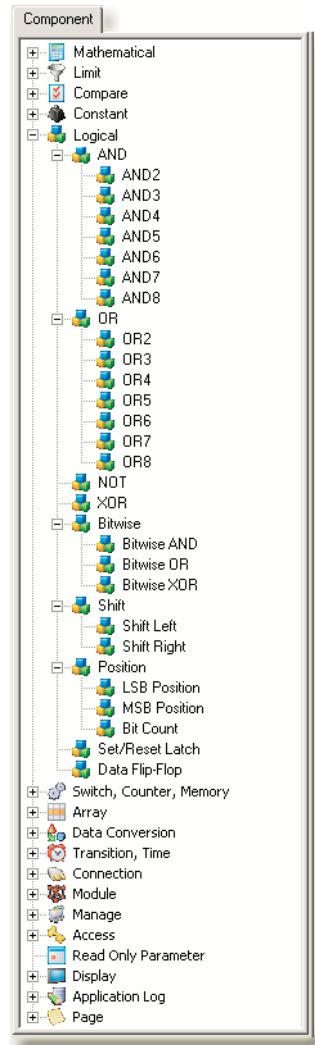 Component
Mathematical
Limit
Compare
Constant
Logical
AND
AND2
AND3
AND4
AND5
AND6
AND7
AND8
OR
OR2
OR3
OR4
OR5
OR6
OR7
OR8
NOT
XOR
Bitwise
Bitwise AND
Bitwise OR
Bitwise XOR
Shift
Shift Left
Shift Right
Position
LSB Position
MSB Position
Bit Count
Set/Reset Latch
Data Flip-Flop
Switch, Counter, Memory
Array
Data Conversion
Transition, Time
Connection
Module
Manage
Access
Read Only Parameter
Display
Application Log
Page